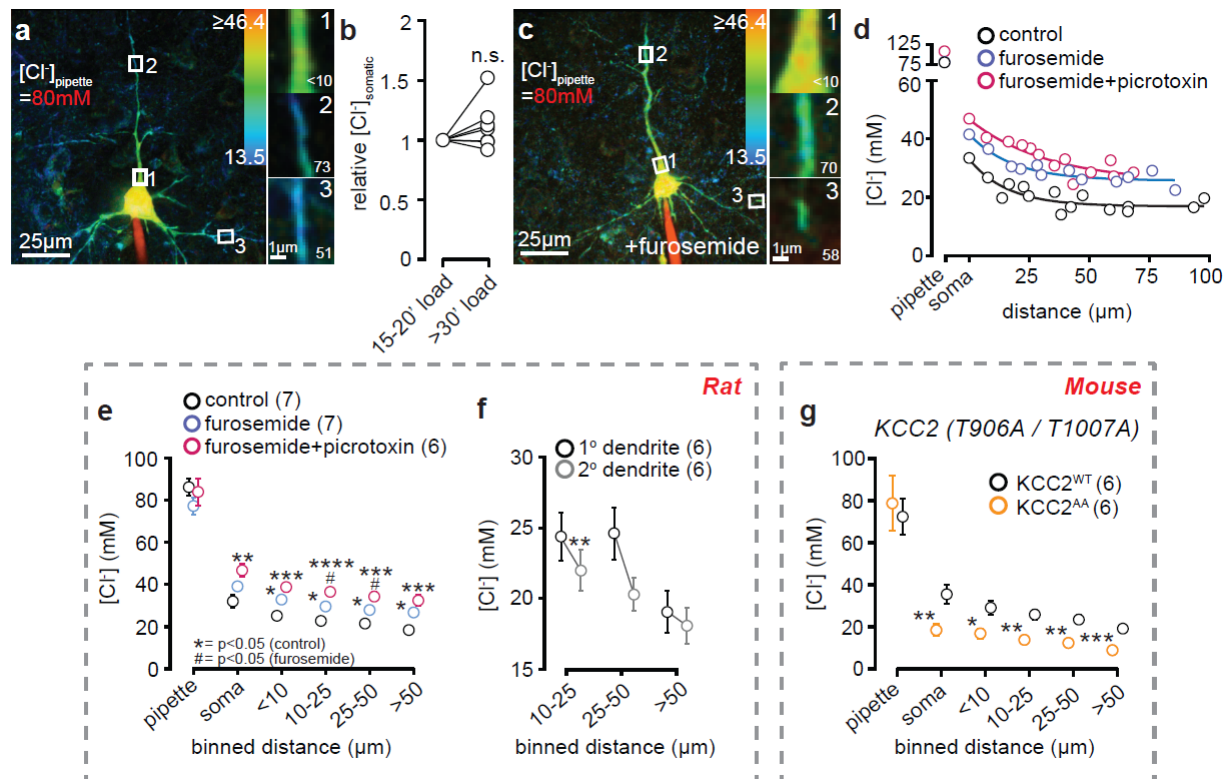 a
≥46.4
1
2
[Cl-]pipette
=80mM
<10
2
1
13.5
73
3
3
25µm
1µm
51
b
2
n.s.
1.5
1
0.5
0
relative [Cl-]somatic
15-20' load
>30' load
c
≥46.4
1
2
[Cl-]pipette
=80mM
<10
2
1
13.5
70
3
3
25µm
+furosemide
1µm
58
d
control
furosemide
furosemide+picrotoxin
125
75
60
40
20
0
[Cl-] (mM)
pipette
soma
25
50
75
100
distance (µm)
Rat
e
control (7)
furosemide (7)
furosemide+picrotoxin (6)
100
80
60
40
20
0
[Cl-] (mM)
**
***
****
***
***
#
#
*
*
*
*
*= p<0.05 (control)
#= p<0.05 (furosemide)
pipette
soma
<10
10-25
25-50
>50
binned distance (µm)
f
1º dendrite (6)
2º dendrite (6)
30
25
20
15
[Cl-] (mM)
**
10-25
25-50
>50
binned distance (µm)
Mouse
g
KCC2 (T906A / T1007A)
KCC2WT (6)
KCC2AA (6)
100
80
60
40
20
0
[Cl-] (mM)
**
*
**
**
***
pipette
soma
<10
10-25
25-50
>50
binned distance (µm)